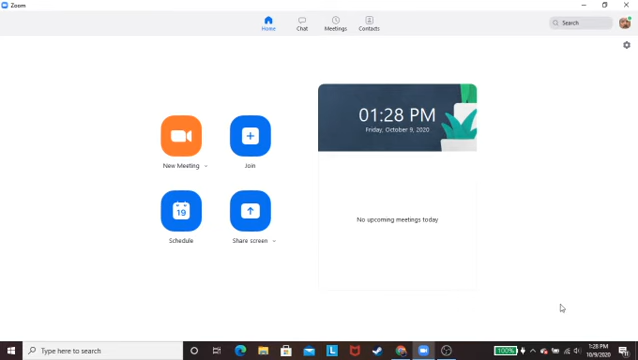 Zoom
Home
Chat
Meetings
Contacts
Search
01:28 PM
Friday, October 9, 2020
New Meeting
Join
19
Schedule
Share screen
No upcoming meetings today
Type here to search
L
100%
1:28 PM
10/9/2020